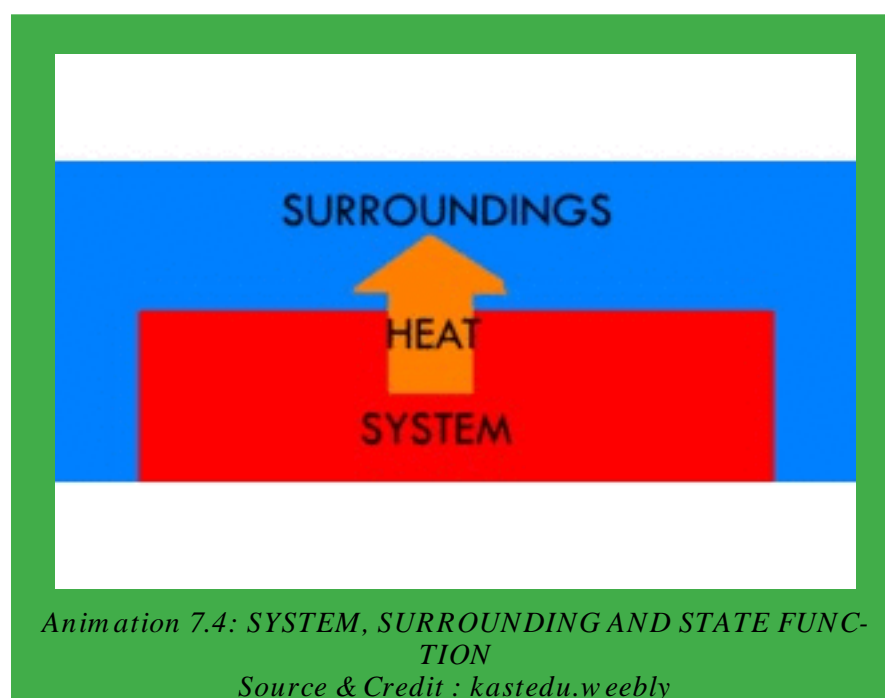 SURROUNDINGS
HEAT
SYSTEM
Animation 7.4: SYSTEM, SURROUNDING AND STATE FUNC-
TION
Source & Credit : kastedu.weebly